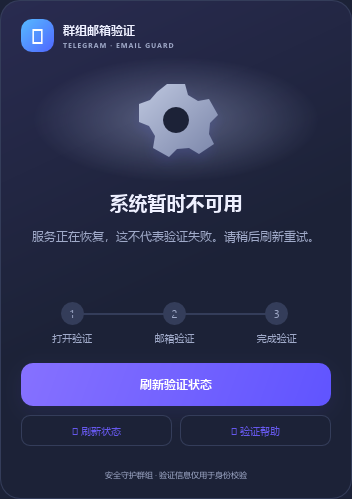 群组邮箱验证
TELEGRAM · EMAIL GUARD
系统暂时不可用
服务正在恢复，这不代表验证失败。请稍后刷新重试。
1 2 3
打开验证 邮箱验证 完成验证
刷新验证状态
刷新状态 验证帮助
安全守护群组 · 验证信息仅用于身份校验